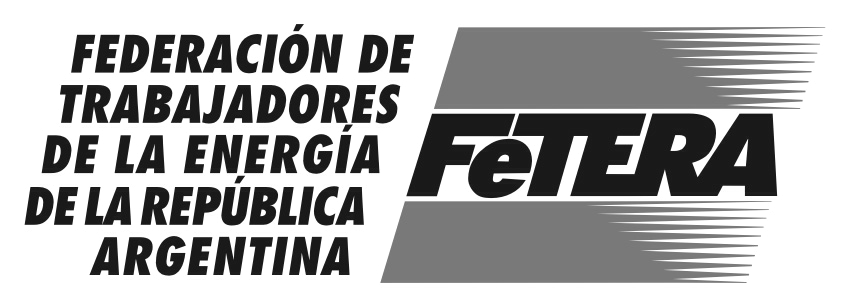 FEDERACIÓN DE
TRABAJADORES
DE LA ENERGÍA
DE LA REPÚBLICA
ARGENTINA
FeTERA